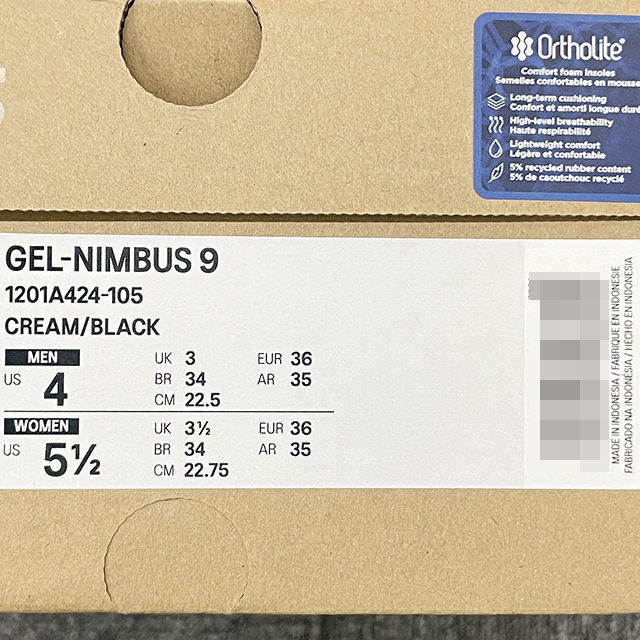 OrthoLite®
Comfort foam insoles
Semelles confortables en mousse
Long-term cushioning
Confort et amorti longue durée
High-level breathability
Haute respirabilité
Lightweight comfort
Légère et confortable
5% recycled rubber content
5% de caoutchouc recyclé
GEL-NIMBUS 9
1201A424-105
CREAM/BLACK
MEN
US 4
UK 3 EUR 36
BR 34 AR 35
CM 22.5
WOMEN
US 5½
UK 3½ EUR 36
BR 34 AR 35
CM 22.75
MADE IN INDONESIA / FABRIQUE EN INDONESIE
FABRICADO NA INDONÉSIA / HECHO EN INDONESIA